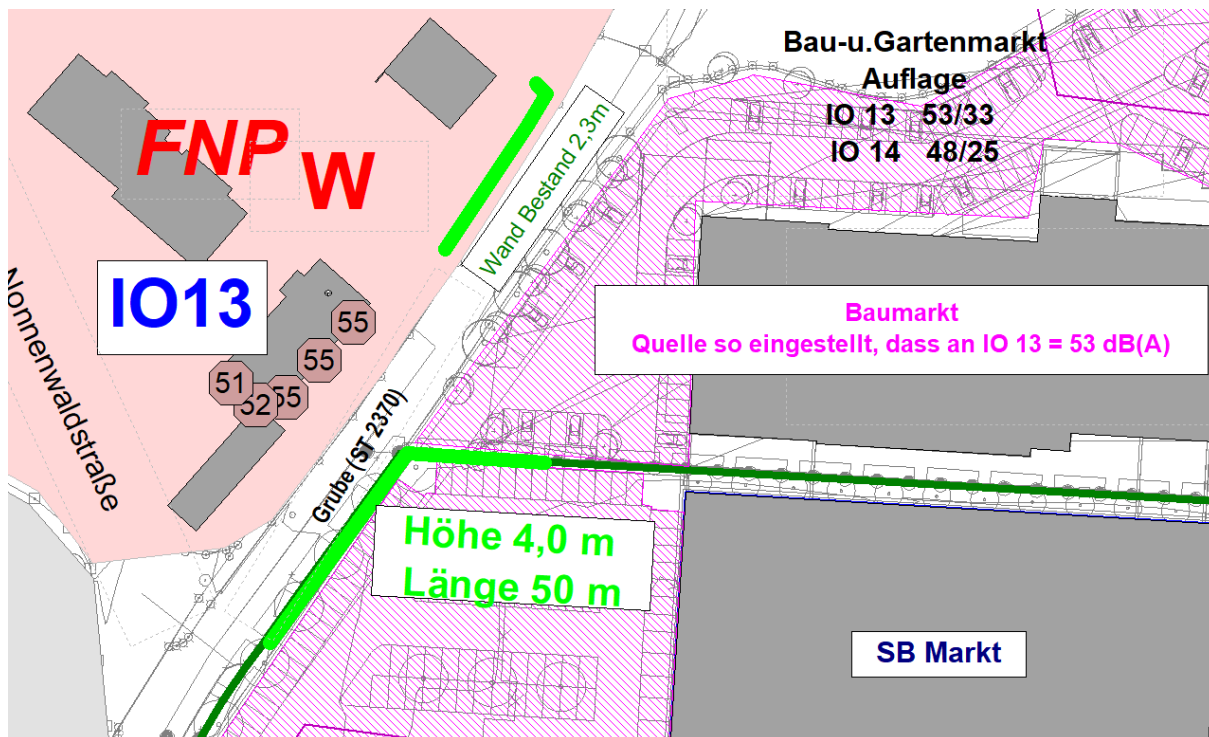 Bau-u.Gartenmarkt
Auflage
IO 13 53/33
IO 14 48/25
FNP
W
Wand Bestand 2,3m
IO13
Nonnenwaldstraße
55
55
51
52
55
Baumarkt
Quelle so eingestellt, dass an IO 13 = 53 dB(A)
Grube (ST 2370)
Höhe 4,0 m
Länge 50 m
SB Markt